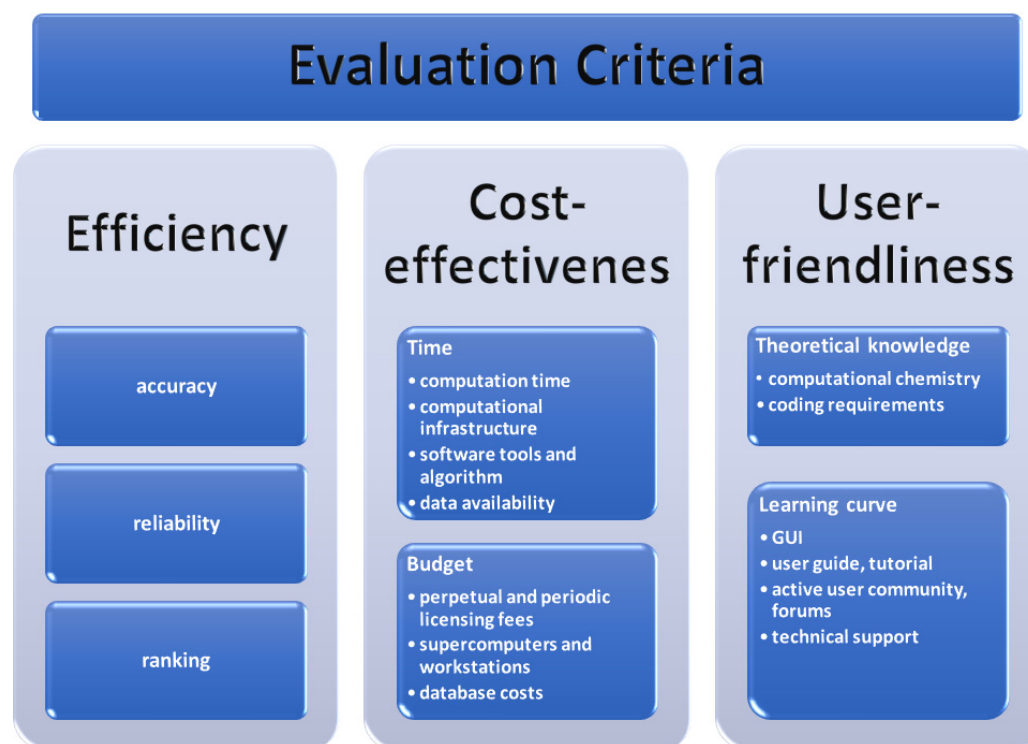 Evaluation Criteria
Efficiency
accuracy
reliability
ranking
Cost-
effectivenes
Time
• computation time
• computational
infrastructure
• software tools and
algorithm
• data availability
Budget
• perpetual and periodic
licensing fees
• supercomputers and
workstations
• database costs
User-
friendliness
Theoretical knowledge
• computational chemistry
• coding requirements
Learning curve
• GUI
• user guide, tutorial
• active user community,
forums
• technical support